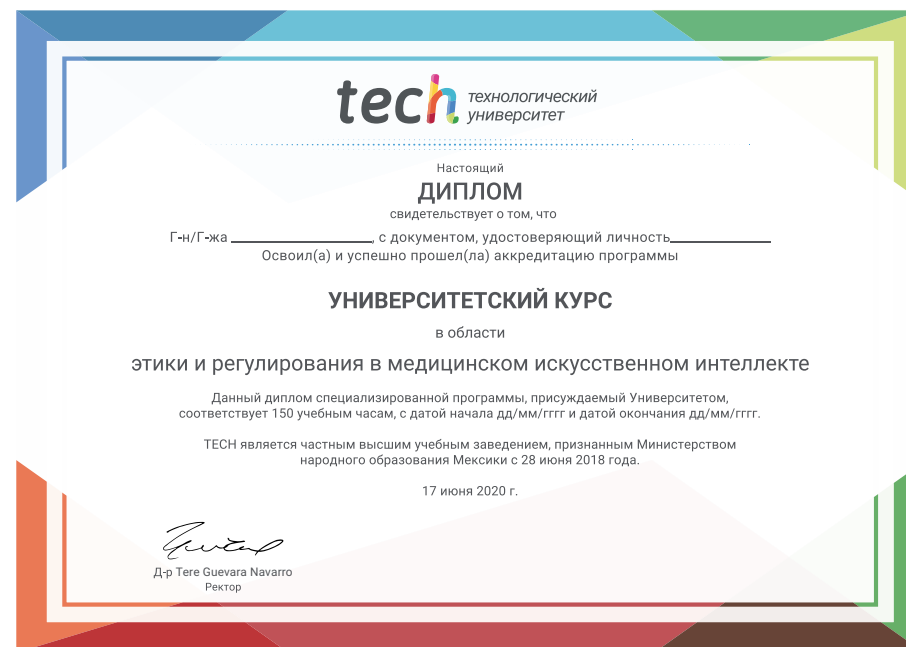 tech технологический
университет
Настоящий
ДИПЛОМ
свидетельствует о том, что
Г-н/Г-жа ____________, с документом, удостоверяющий личность____________
Освоил(а) и успешно прошел(ла) аккредитацию программы
УНИВЕРСИТЕТСКИЙ КУРС
в области
этики и регулирования в медицинском искусственном интеллекте
Данный диплом специализированной программы, присуждаемый Университетом,
соответствует 150 учебным часам, с датой начала дд/мм/гггг и датой окончания дд/мм/гггг.
TECH является частным высшим учебным заведением, признанным Министерством
народного образования Мексики с 28 июня 2018 года.
17 июня 2020 г.
Д-р Tere Guevara Navarro
Ректор